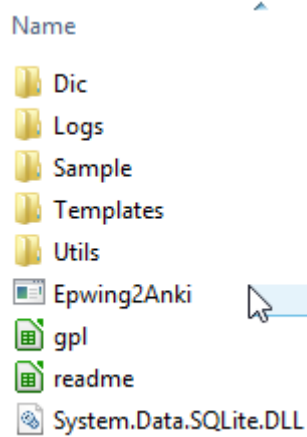 Name
Dic
Logs
Sample
Templates
Utils
Epwing2Anki
gpl
readme
System.Data.SQLite.DLL